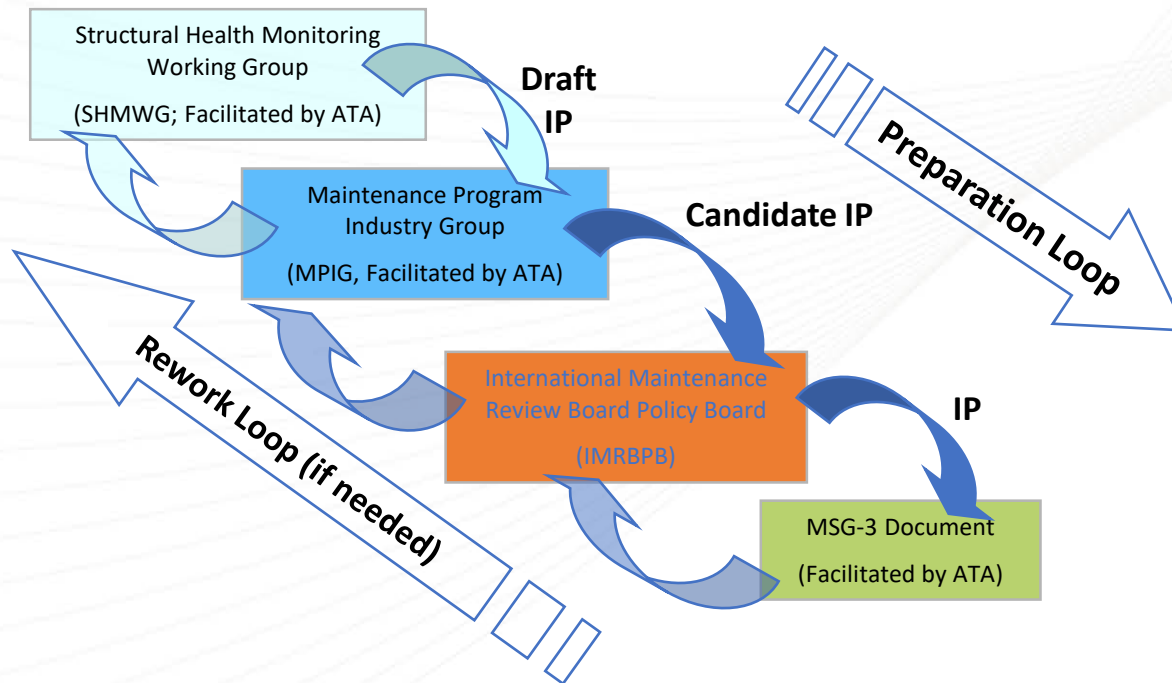 Structural Health Monitoring
Working Group
(SHMWG; Facilitated by ATA)
Draft
IP
Preparation Loop
Maintenance Program
Industry Group
(MPIG, Facilitated by ATA)
Candidate IP
Rework Loop (if needed)
International Maintenance
Review Board Policy Board
(IMRBPB)
IP
MSG-3 Document
(Facilitated by ATA)